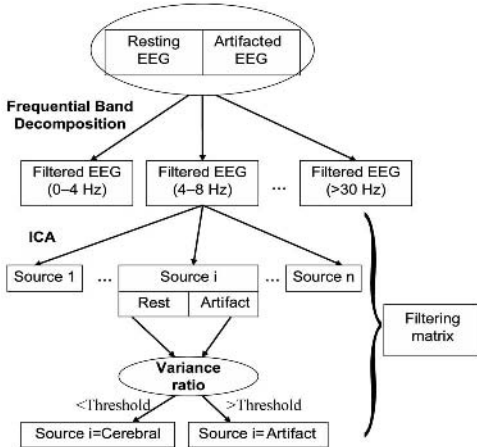 Resting EEG
Artifacted EEG
Frequential Band
Decomposition
Filtered EEG
(0–4 Hz)
Filtered EEG
(4–8 Hz)
...
Filtered EEG
(>30 Hz)
ICA
Source 1
...
Source i
...
Source n
Rest
Artifact
Filtering
matrix
Variance
ratio
<Threshold
>Threshold
Source i=Cerebral
Source i=Artifact